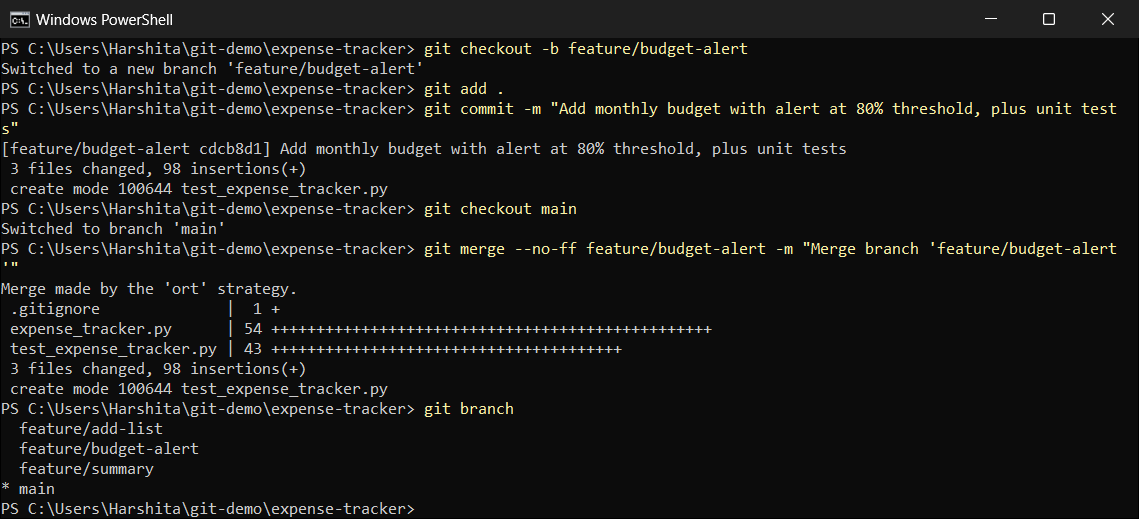 Windows PowerShell
PS C:\Users\Harshita\git-demo\expense-tracker> git checkout -b feature/budget-alert
Switched to a new branch 'feature/budget-alert'
PS C:\Users\Harshita\git-demo\expense-tracker> git add .
PS C:\Users\Harshita\git-demo\expense-tracker> git commit -m "Add monthly budget with alert at 80% threshold, plus unit test
s"
[feature/budget-alert cdcb8d1] Add monthly budget with alert at 80% threshold, plus unit tests
 3 files changed, 98 insertions(+)
 create mode 100644 test_expense_tracker.py
PS C:\Users\Harshita\git-demo\expense-tracker> git checkout main
Switched to branch 'main'
PS C:\Users\Harshita\git-demo\expense-tracker> git merge --no-ff feature/budget-alert -m "Merge branch 'feature/budget-alert
'"
Merge made by the 'ort' strategy.
 .gitignore              |  1 +
 expense_tracker.py      | 54 +++++++++++++++++++++++++++++++++++++++++++++++++
 test_expense_tracker.py | 43 +++++++++++++++++++++++++++++++++++++++
 3 files changed, 98 insertions(+)
 create mode 100644 test_expense_tracker.py
PS C:\Users\Harshita\git-demo\expense-tracker> git branch
  feature/add-list
  feature/budget-alert
  feature/summary
* main
PS C:\Users\Harshita\git-demo\expense-tracker>